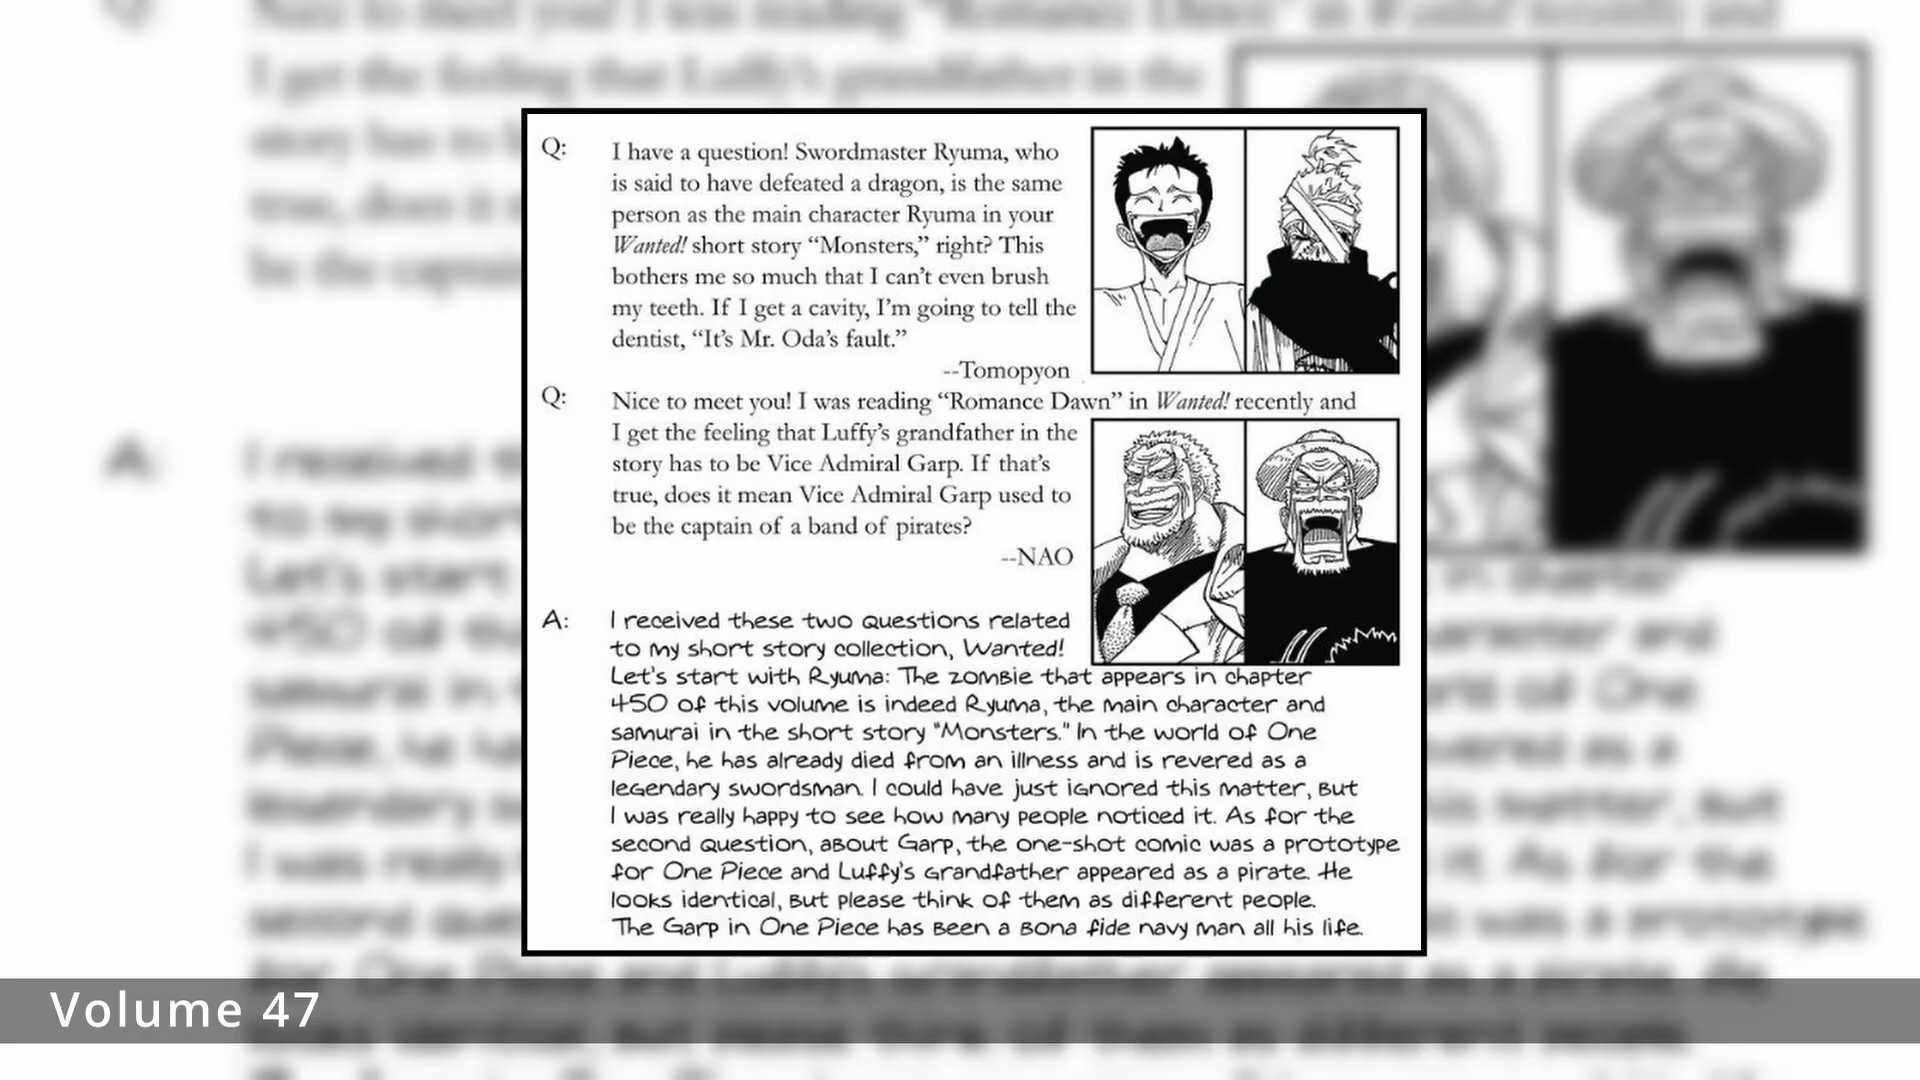 Q: I have a question! Swordmaster Ryuma, who
is said to have defeated a dragon, is the same
person as the main character Ryuma in your
Wanted! short story “Monsters,” right? This
bothers me so much that I can’t even brush
my teeth. If I get a cavity, I’m going to tell the
dentist, “It’s Mr. Oda’s fault.”
--Tomopyon
Q: Nice to meet you! I was reading “Romance Dawn” in Wanted! recently and
I get the feeling that Luffy’s grandfather in the
story has to be Vice Admiral Garp. If that’s
true, does it mean Vice Admiral Garp used to
be the captain of a band of pirates?
--NAO
A: I received these two questions related
to my short story collection, Wanted!
Let's start with Ryuma: The zombie that appears in chapter
450 of this volume is indeed Ryuma, the main character and
samurai in the short story "Monsters." In the world of One
Piece, he has already died from an illness and is revered as a
legendary swordsman. I could have just ignored this matter, but
I was really happy to see how many people noticed it. As for the
second question, about Garp, the one-shot comic was a prototype
for One Piece and Luffy's grandfather appeared as a pirate. He
looks identical, but please think of them as different people.
The Garp in One Piece has been a bona fide navy man all his life.
Volume 47